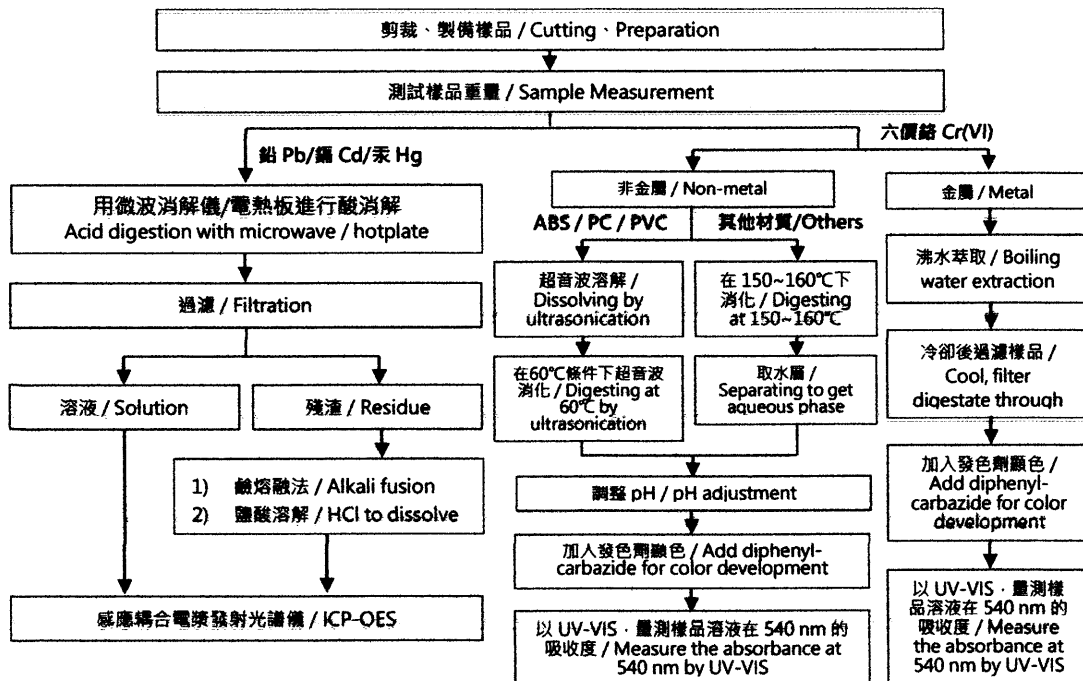 剪裁、製備樣品 / Cutting、Preparation
測試樣品重量 / Sample Measurement
鉛 Pb/鎘 Cd/汞 Hg
六價鉻 Cr(VI)
用微波消解儀/電熱板進行酸消解
Acid digestion with microwave / hotplate
過濾 / Filtration
溶液 / Solution
殘渣 / Residue
1) 鹼熔融法 / Alkali fusion
2) 鹽酸溶解 / HCl to dissolve
感應耦合電漿發射光譜儀 / ICP-OES
非金屬 / Non-metal
ABS / PC / PVC
其他材質/Others
超音波溶解 /
Dissolving by
ultrasonication
在60℃條件下超音波
消化 / Digesting at
60℃ by
ultrasonication
在 150~160℃下
消化 / Digesting
at 150~160℃
取水層 /
Separating to get
aqueous phase
調整 pH / pH adjustment
加入發色劑顯色 / Add diphenyl-
carbazide for color development
以 UV-VIS，量測樣品溶液在 540 nm 的
吸收度 / Measure the absorbance at
540 nm by UV-VIS
金屬 / Metal
沸水萃取 / Boiling
water extraction
冷卻後過濾樣品 /
Cool, filter
digestate through
加入發色劑顯色 /
Add diphenyl-
carbazide for color
development
以 UV-VIS，量測樣
品溶液在 540 nm 的
吸收度 / Measure
the absorbance at
540 nm by UV-VIS